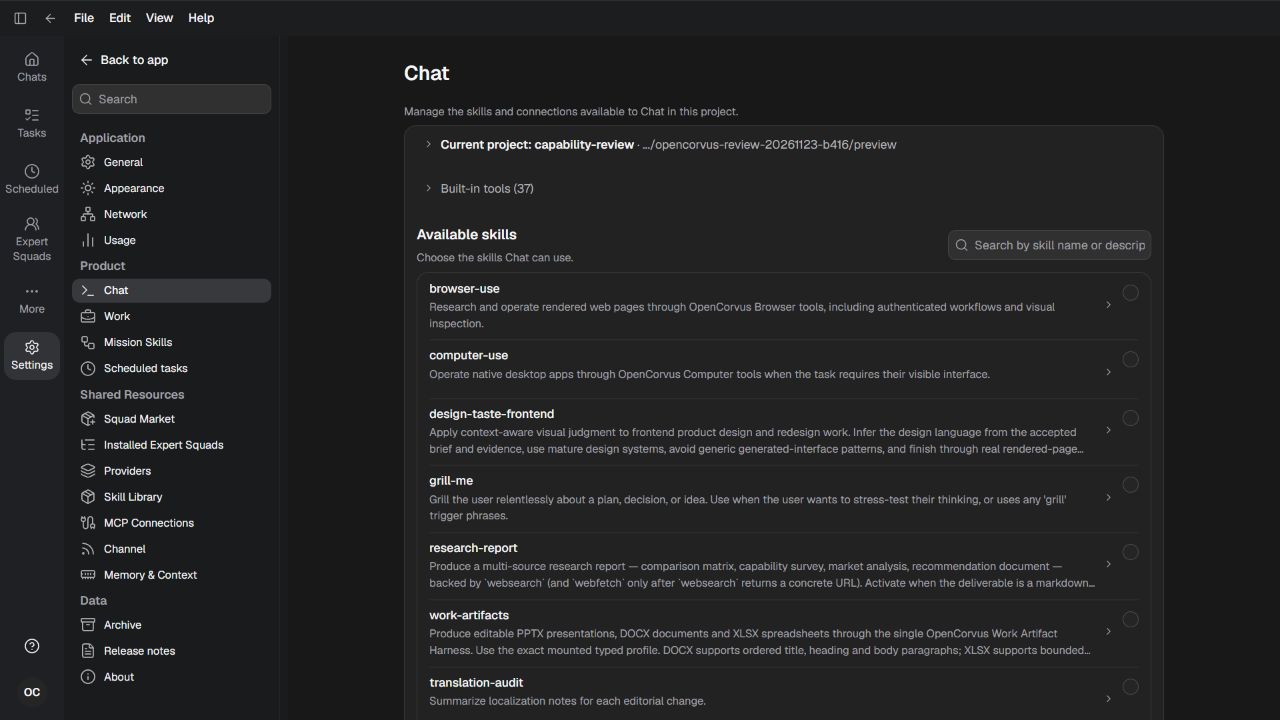 File Edit View Help
Chats
Tasks
Scheduled
Expert
Squads
More
Settings
OC
Back to app
Search
Application
General
Appearance
Network
Usage
Product
Chat
Work
Mission Skills
Scheduled tasks
Shared Resources
Squad Market
Installed Expert Squads
Providers
Skill Library
MCP Connections
Channel
Memory & Context
Data
Archive
Release notes
About
Chat
Manage the skills and connections available to Chat in this project.
Current project: capability-review · .../opencorvus-review-20261123-b416/preview
Built-in tools (37)
Available skills
Choose the skills Chat can use.
Search by skill name or descrip
browser-use
Research and operate rendered web pages through OpenCorvus Browser tools, including authenticated workflows and visual
inspection.
computer-use
Operate native desktop apps through OpenCorvus Computer tools when the task requires their visible interface.
design-taste-frontend
Apply context-aware visual judgment to frontend product design and redesign work. Infer the design language from the accepted
brief and evidence, use mature design systems, avoid generic generated-interface patterns, and finish through real rendered-page...
grill-me
Grill the user relentlessly about a plan, decision, or idea. Use when the user wants to stress-test their thinking, or uses any 'grill'
trigger phrases.
research-report
Produce a multi-source research report — comparison matrix, capability survey, market analysis, recommendation document —
backed by `websearch` (and `webfetch` only after `websearch` returns a concrete URL). Activate when the deliverable is a markdown...
work-artifacts
Produce editable PPTX presentations, DOCX documents and XLSX spreadsheets through the single OpenCorvus Work Artifact
Harness. Use the exact mounted typed profile. DOCX supports ordered title, heading and body paragraphs; XLSX supports bounded...
translation-audit
Summarize localization notes for each editorial change.